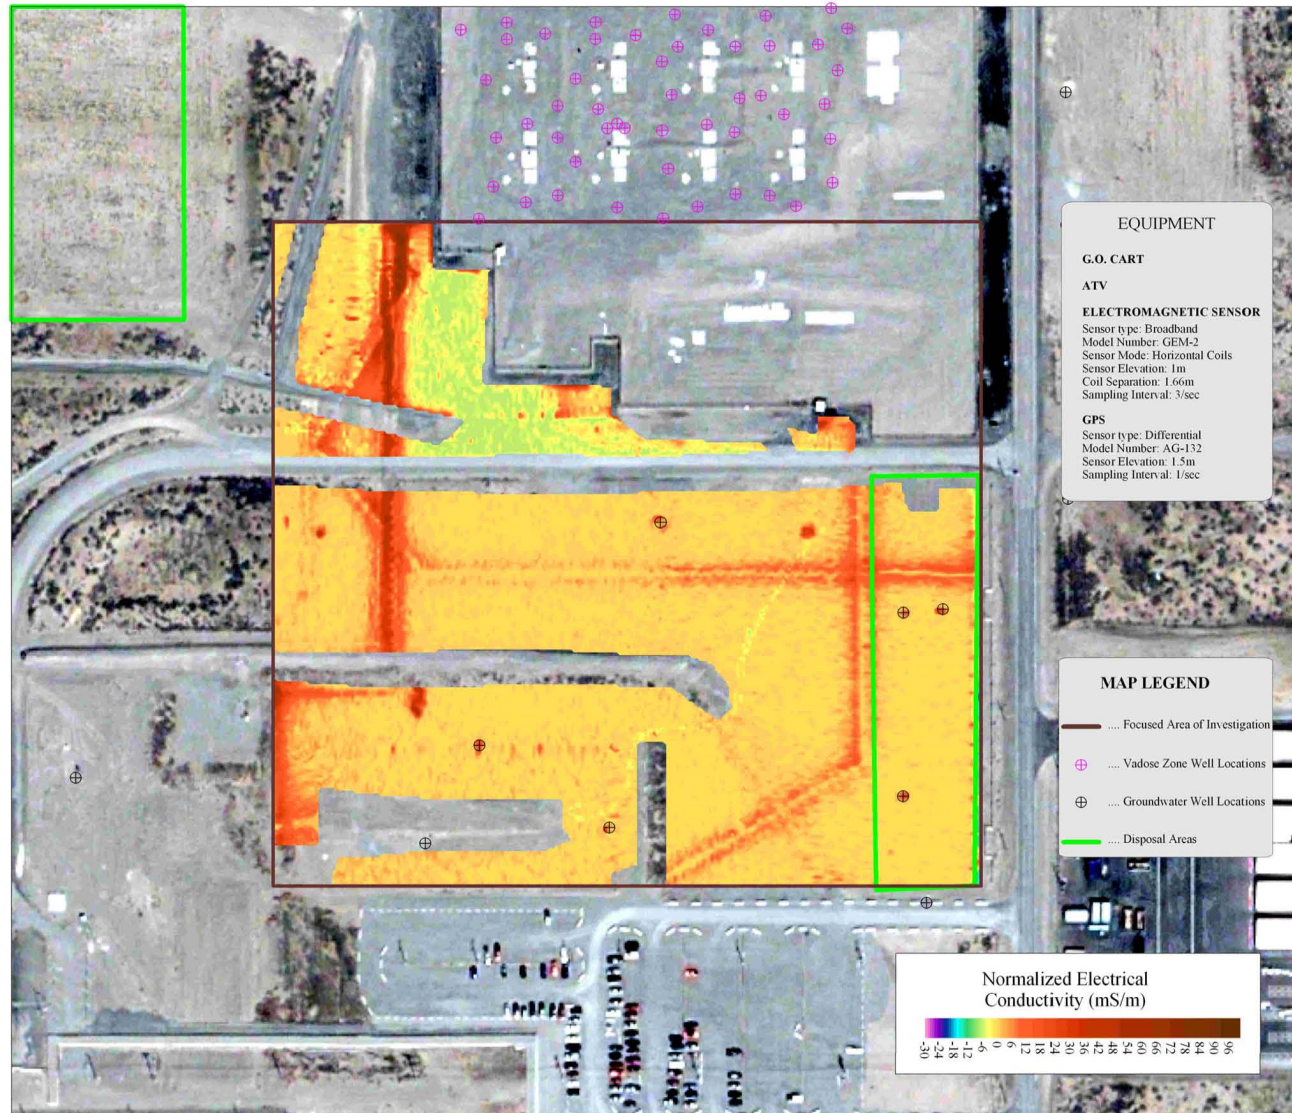 EQUIPMENT
G.O. CART
ATV
ELECTROMAGNETIC SENSOR
Sensor type: Broadband
Model Number: GEM-2
Sensor Mode: Horizontal Coils
Sensor Elevation: 1m
Coil Separation: 1.66m
Sampling Interval: 3/sec
GPS
Sensor type: Differential
Model Number: AG-132
Sensor Elevation: 1.5m
Sampling Interval: 1/sec
MAP LEGEND
.... Focused Area of Investigation
.... Vadose Zone Well Locations
.... Groundwater Well Locations
.... Disposal Areas
Normalized Electrical
Conductivity (mS/m)
-30 -24 -18 -12 -6 0 6 12 18 24 30 36 42 48 54 60 66 72 78 84 90 96